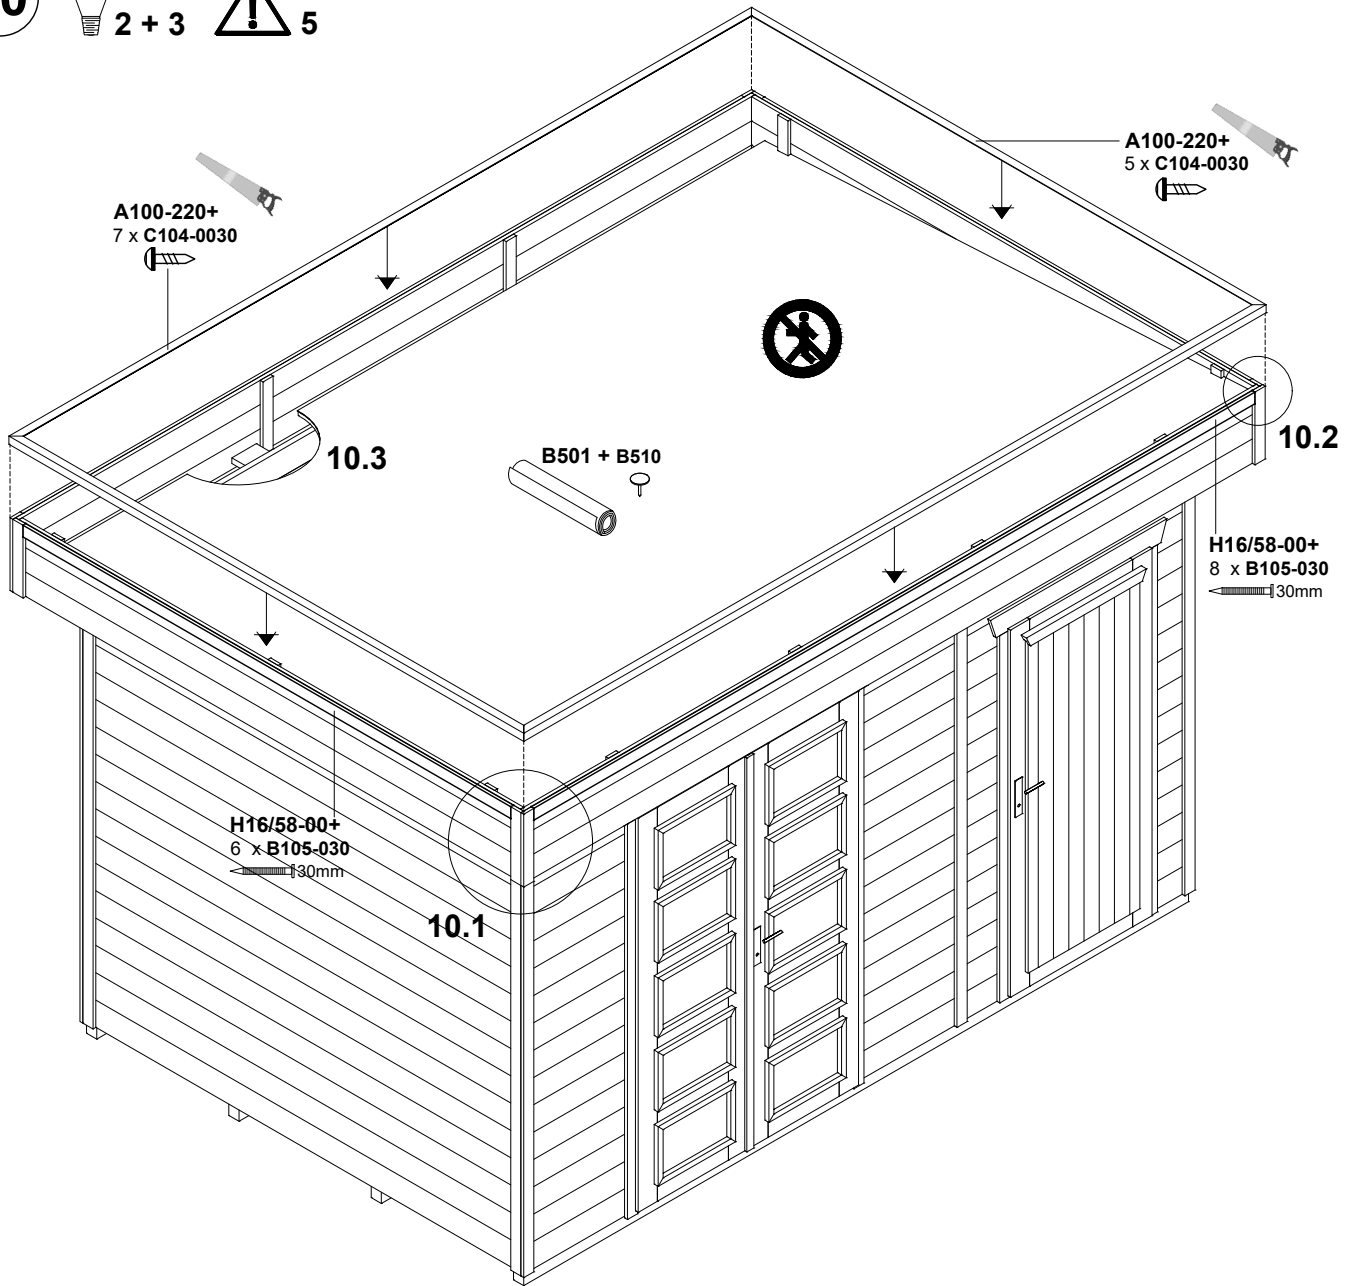 0
2 + 3
5
A100-220+
5 x C104-0030
A100-220+
7 x C104-0030
10.3
B501 + B510
10.2
H16/58-00+
8 x B105-030
30mm
H16/58-00+
6 x B105-030
30mm
10.1